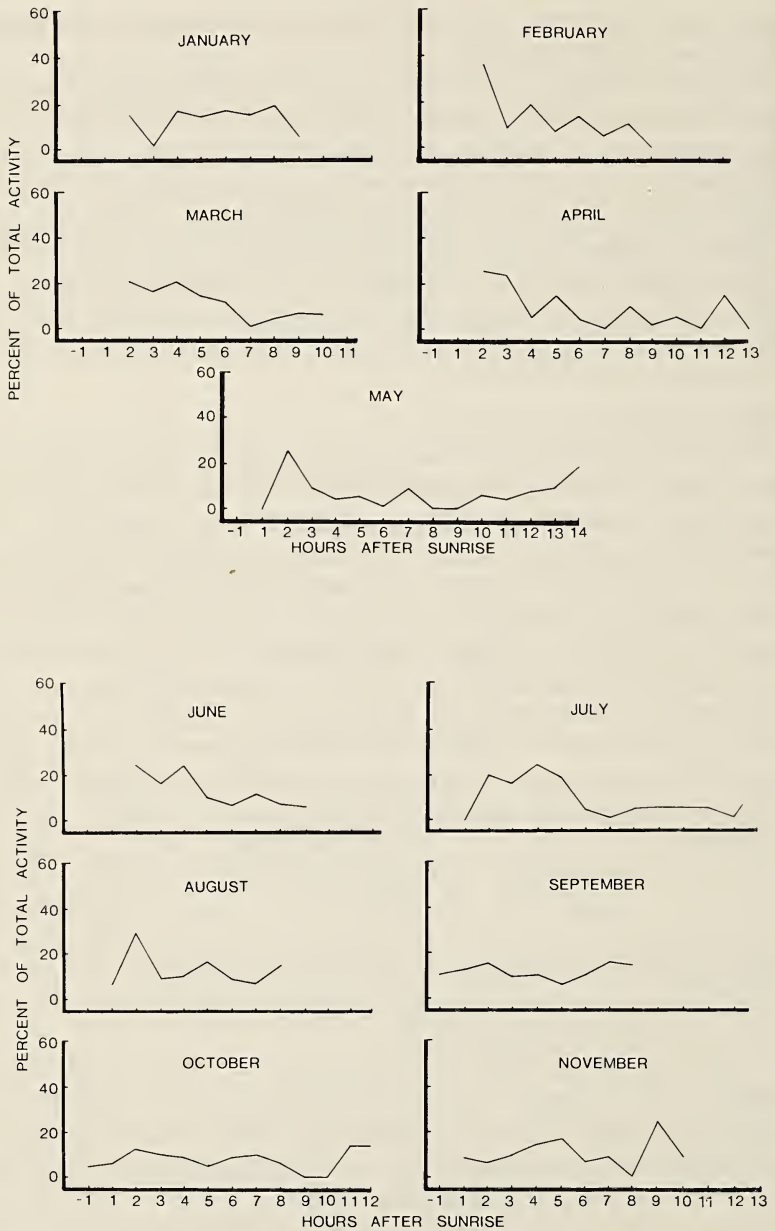 PERCENT OF TOTAL ACTIVITY
60
40
20
0
JANUARY
FEBRUARY
60
40
20
0
MARCH
-1 1 2 3 4 5 6 7 8 9 10 11
APRIL
-1 1 2 3 4 5 6 7 8 9 10 11 12 13
60
40
20
0
MAY
-1 1 2 3 4 5 6 7 8 9 10 11 12 13 14
HOURS AFTER SUNRISE
PERCENT OF TOTAL ACTIVITY
60
40
20
0
JUNE
JULY
60
40
20
0
AUGUST
SEPTEMBER
60
40
20
0
OCTOBER
-1 1 2 3 4 5 6 7 8 9 10 11 12
NOVEMBER
-1 1 2 3 4 5 6 7 8 9 10 11 12 13
HOURS AFTER SUNRISE